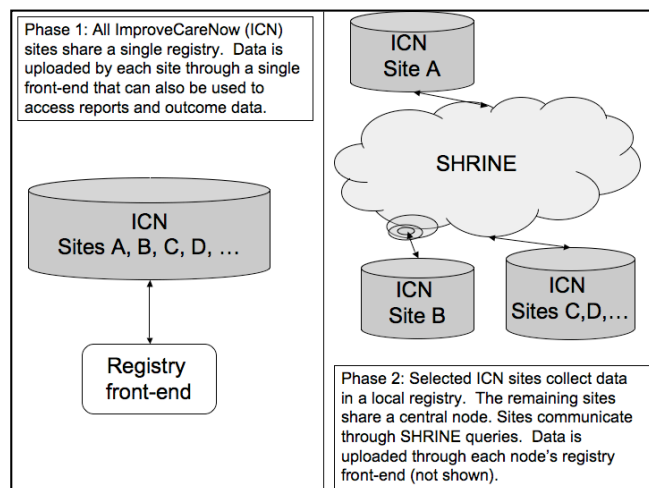 Phase 1: All ImproveCareNow (ICN)
sites share a single registry.  Data is
uploaded by each site through a single
front-end that can also be used to
access reports and outcome data.
ICN
Sites A, B, C, D, …
Registry
front-end
ICN
Site A
SHRINE
ICN
Site B
ICN
Sites C,D,…
Phase 2: Selected ICN sites collect data
in a local registry.  The remaining sites
share a central node. Sites communicate
through SHRINE queries.  Data is
uploaded through each node’s registry
front-end (not shown).